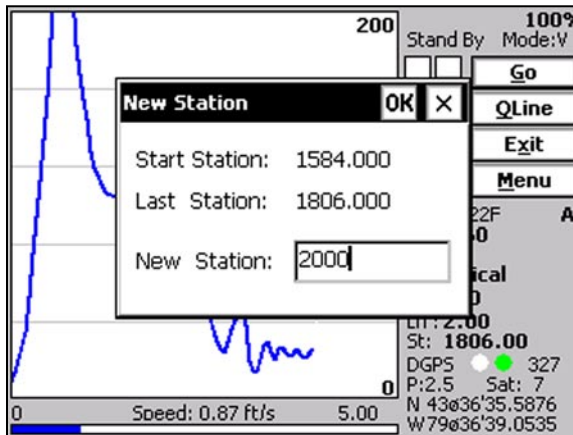 200
100%
Stand By Mode:V
Go
QLine
Exit
Menu
New Station OK ×
Start Station: 1584.000
Last Station: 1806.000
New Station: 2000
22F A
0
ical
0
2.00
St: 1806.00
DGPS 327
P:2.5 Sat: 7
N 43ø36'35.5876
W79ø36'39.0535
0
0 Speed: 0.87 ft/s 5.00